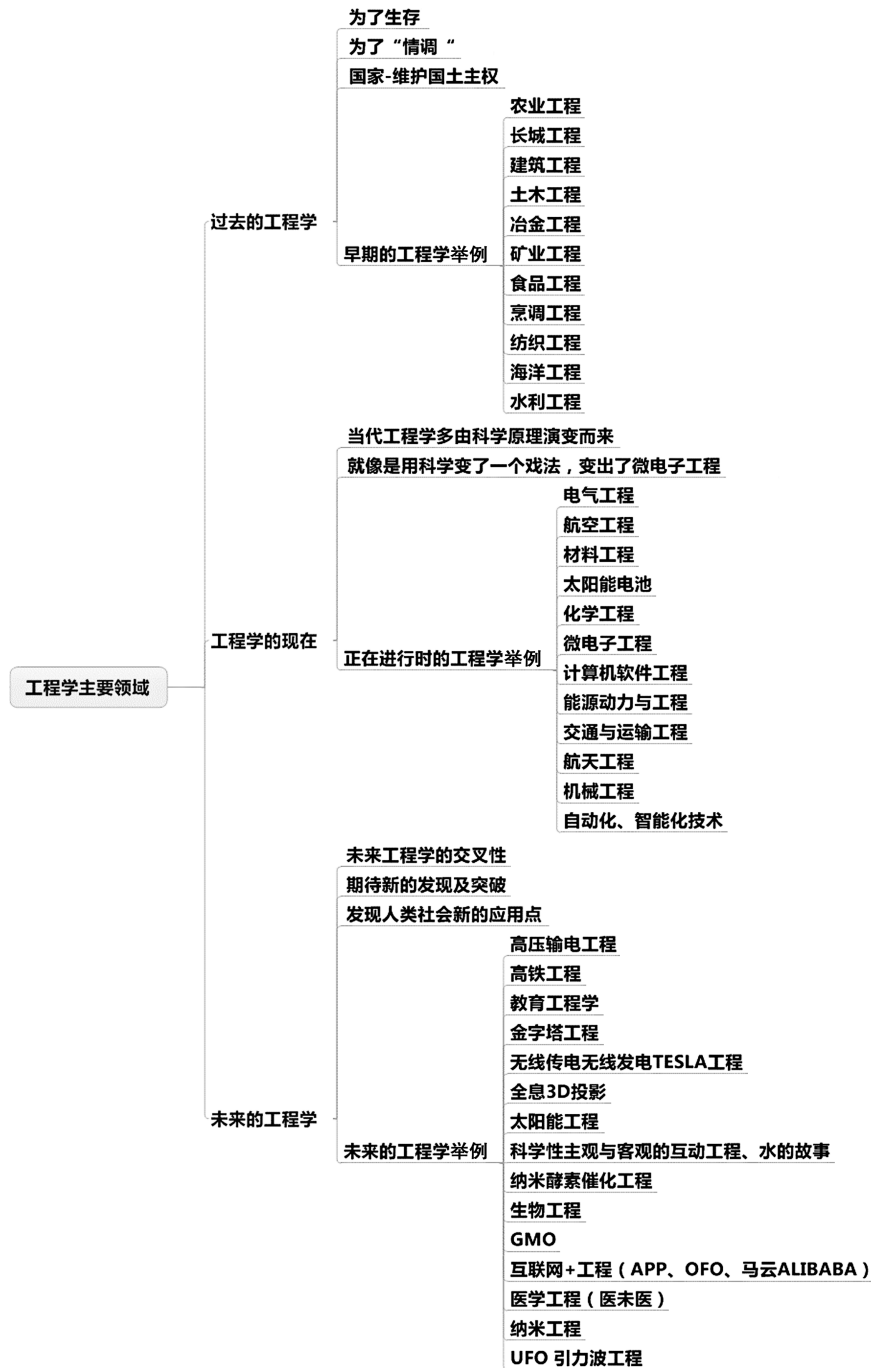 工程学主要领域
过去的工程学
为了生存
为了“情调“
国家-维护国土主权
早期的工程学举例
农业工程
长城工程
建筑工程
土木工程
冶金工程
矿业工程
食品工程
烹调工程
纺织工程
海洋工程
水利工程
工程学的现在
当代工程学多由科学原理演变而来
就像是用科学变了一个戏法，变出了微电子工程
正在进行时的工程学举例
电气工程
航空工程
材料工程
太阳能电池
化学工程
微电子工程
计算机软件工程
能源动力与工程
交通与运输工程
航天工程
机械工程
自动化、智能化技术
未来的工程学
未来工程学的交叉性
期待新的发现及突破
发现人类社会新的应用点
未来的工程学举例
高压输电工程
高铁工程
教育工程学
金字塔工程
无线传电无线发电TESLA工程
全息3D投影
太阳能工程
科学性主观与客观的互动工程、水的故事
纳米酵素催化工程
生物工程
GMO
互联网+工程（APP、OFO、马云ALIBABA）
医学工程（医未医）
纳米工程
UFO 引力波工程